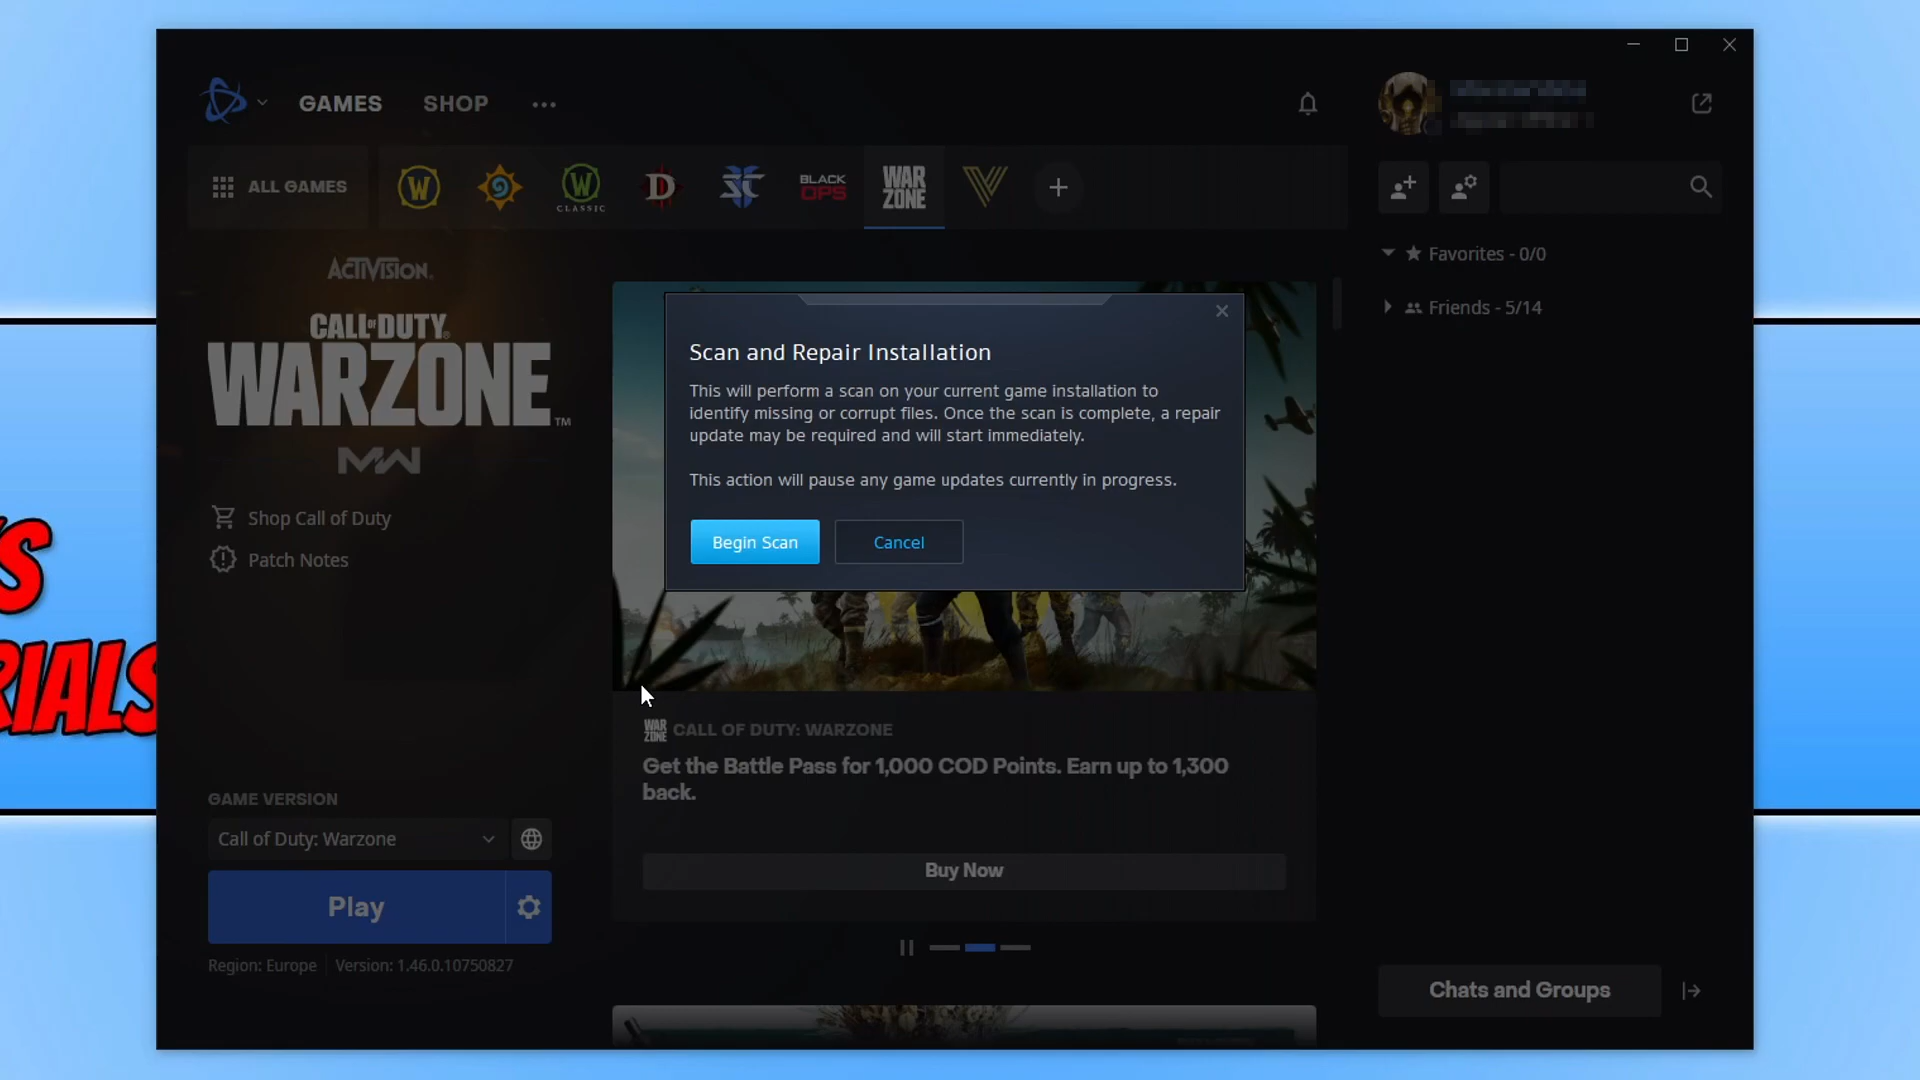 GAMES
SHOP
ALL GAMES
W
W
CLASSIC
D
BLACK
OPS
WAR
ZONE
Favorites - 0/0
Friends - 5/14
ACTIVISION
CALL OF DUTY
WARZONE™
MW
Shop Call of Duty
Patch Notes
Scan and Repair Installation
This will perform a scan on your current game installation to
identify missing or corrupt files. Once the scan is complete, a repair
update may be required and will start immediately.
This action will pause any game updates currently in progress.
Begin Scan
Cancel
S
RIALS
WAR
ZONE
CALL OF DUTY: WARZONE
Get the Battle Pass for 1,000 COD Points. Earn up to 1,300
back.
Buy Now
GAME VERSION
Call of Duty: Warzone
Play
Region: Europe
Version: 1.46.0.10750827
Chats and Groups